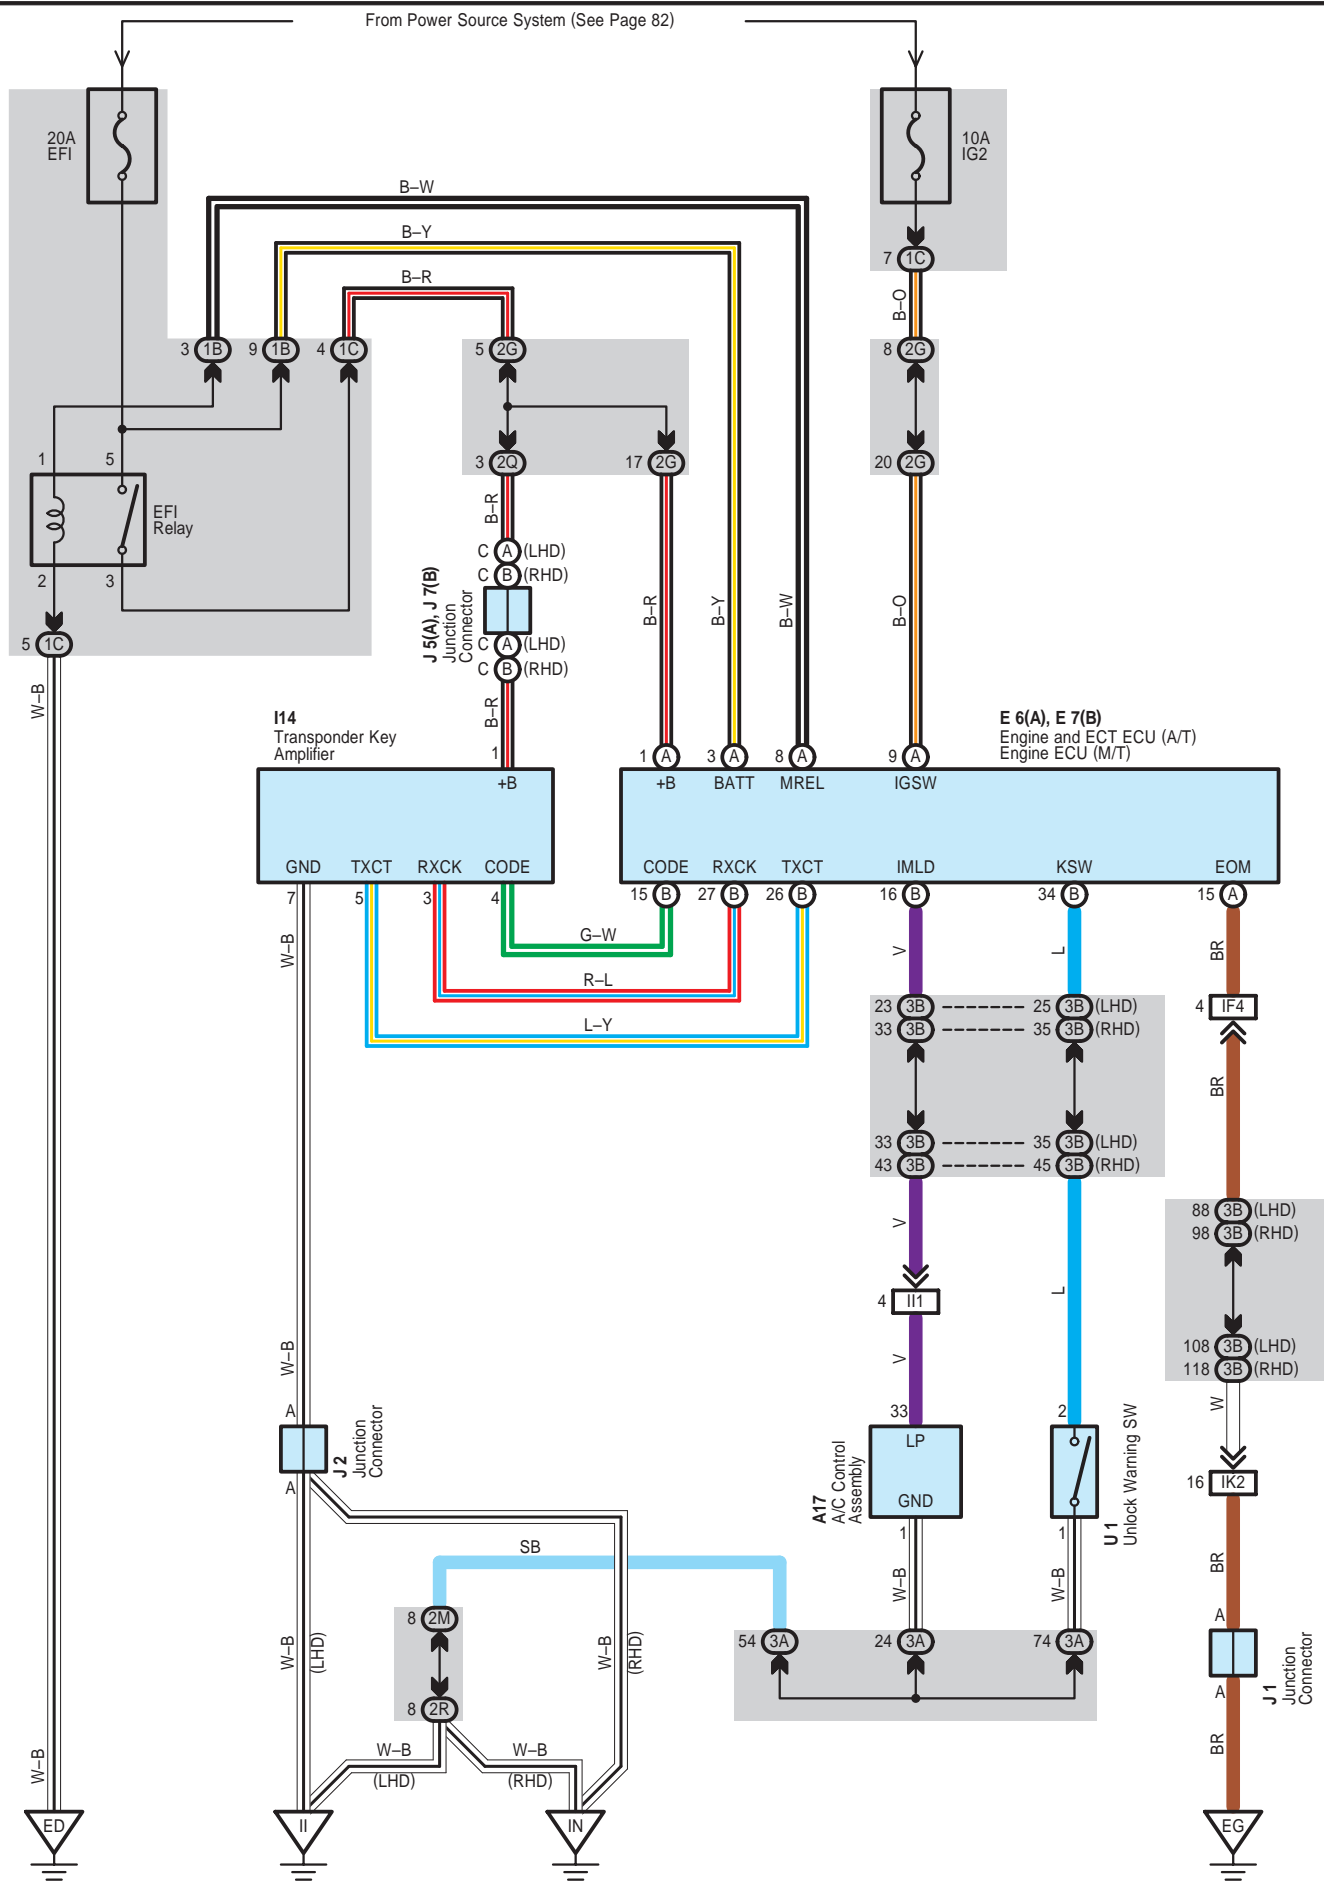 From Power Source System (See Page 82)
20A
EFI
10A
IG2
B–W
B–Y
B–R
7 1C
B–O
3 1B
9 1B
4 1C
5 2G
8 2G
1
5
3 2Q
17 2G
20 2G
EFI
Relay
B–R
C A (LHD)
C B (RHD)
2
3
J 5(A), J 7(B)
Junction
Connector
B–R
B–Y
B–W
B–O
5 1C
C A (LHD)
C B (RHD)
W–B
B–R
I14
Transponder Key
Amplifier
E 6(A), E 7(B)
Engine and ECT ECU (A/T)
Engine ECU (M/T)
1
1 A
3 A
8 A
9 A
+B
+B
BATT
MREL
IGSW
GND
TXCT
RXCK
CODE
CODE
RXCK
TXCT
IMLD
KSW
EOM
7
5
3
4
15 B
27 B
26 B
16 B
34 B
15 A
W–B
G–W
R–L
L–Y
V
L
BR
23 3B
25 3B (LHD)
33 3B
35 3B (RHD)
4 IF4
BR
33 3B
35 3B (LHD)
43 3B
45 3B (RHD)
V
L
88 3B (LHD)
98 3B (RHD)
4 II1
108 3B (LHD)
118 3B (RHD)
W–B
V
W
A
J 2
Junction
Connector
A
33
LP
GND
A17
A/C Control
Assembly
1
2
1
U 1
Unlock Warning SW
16 IK2
SB
W–B
W–B
BR
8 2M
54 3A
24 3A
74 3A
A
J 1
Junction
Connector
A
W–B
(LHD)
W–B
(RHD)
8 2R
W–B
(LHD)
W–B
(RHD)
W–B
BR
ED
II
IN
EG